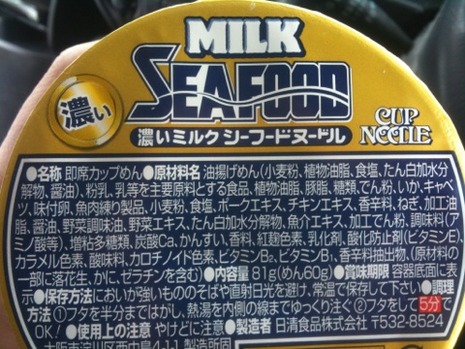 MILK
SEAFOOD
濃い
濃いミルク シーフードヌードル
CUP
NOODLE
●名称 即席カップめん●原材料名 油揚げめん(小麦粉、植物油脂、食塩、たん白加水分
解物、醤油)、粉乳、乳等を主要原料とする食品、植物油脂、豚脂、糖類、でん粉、いか、キャベ
ツ、味付卵、魚肉練り製品、小麦粉、食塩、ポークエキス、チキンエキス、香辛料、ねぎ、加工油
脂、醤油、野菜調味油、野菜エキス、たん白加水分解物、魚介エキス、加工でん粉、調味料(ア
ミノ酸等)、増粘多糖類、炭酸Ca、かんすい、香料、紅麹色素、乳化剤、酸化防止剤(ビタミンE)、
カラメル色素、酸味料、カロチノイド色素、ビタミンB₂、ビタミンB₁、香辛料抽出物、(原材料の
一部に落花生、かに、ゼラチンを含む)●内容量 81g(めん60g)●賞味期限 容器底面に表
示●保存方法においが強いもののそばや直射日光を避け、常温で保存して下さい●調理
方法 ①フタを半分まではがし、熱湯を内側の線までゆっくり注ぐ ②フタをして5分で
OK!●使用上の注意 やけどに注意●製造者 日清食品株式会社 〒532-8524
大阪市淀川区西中島4-1-1 製造所固